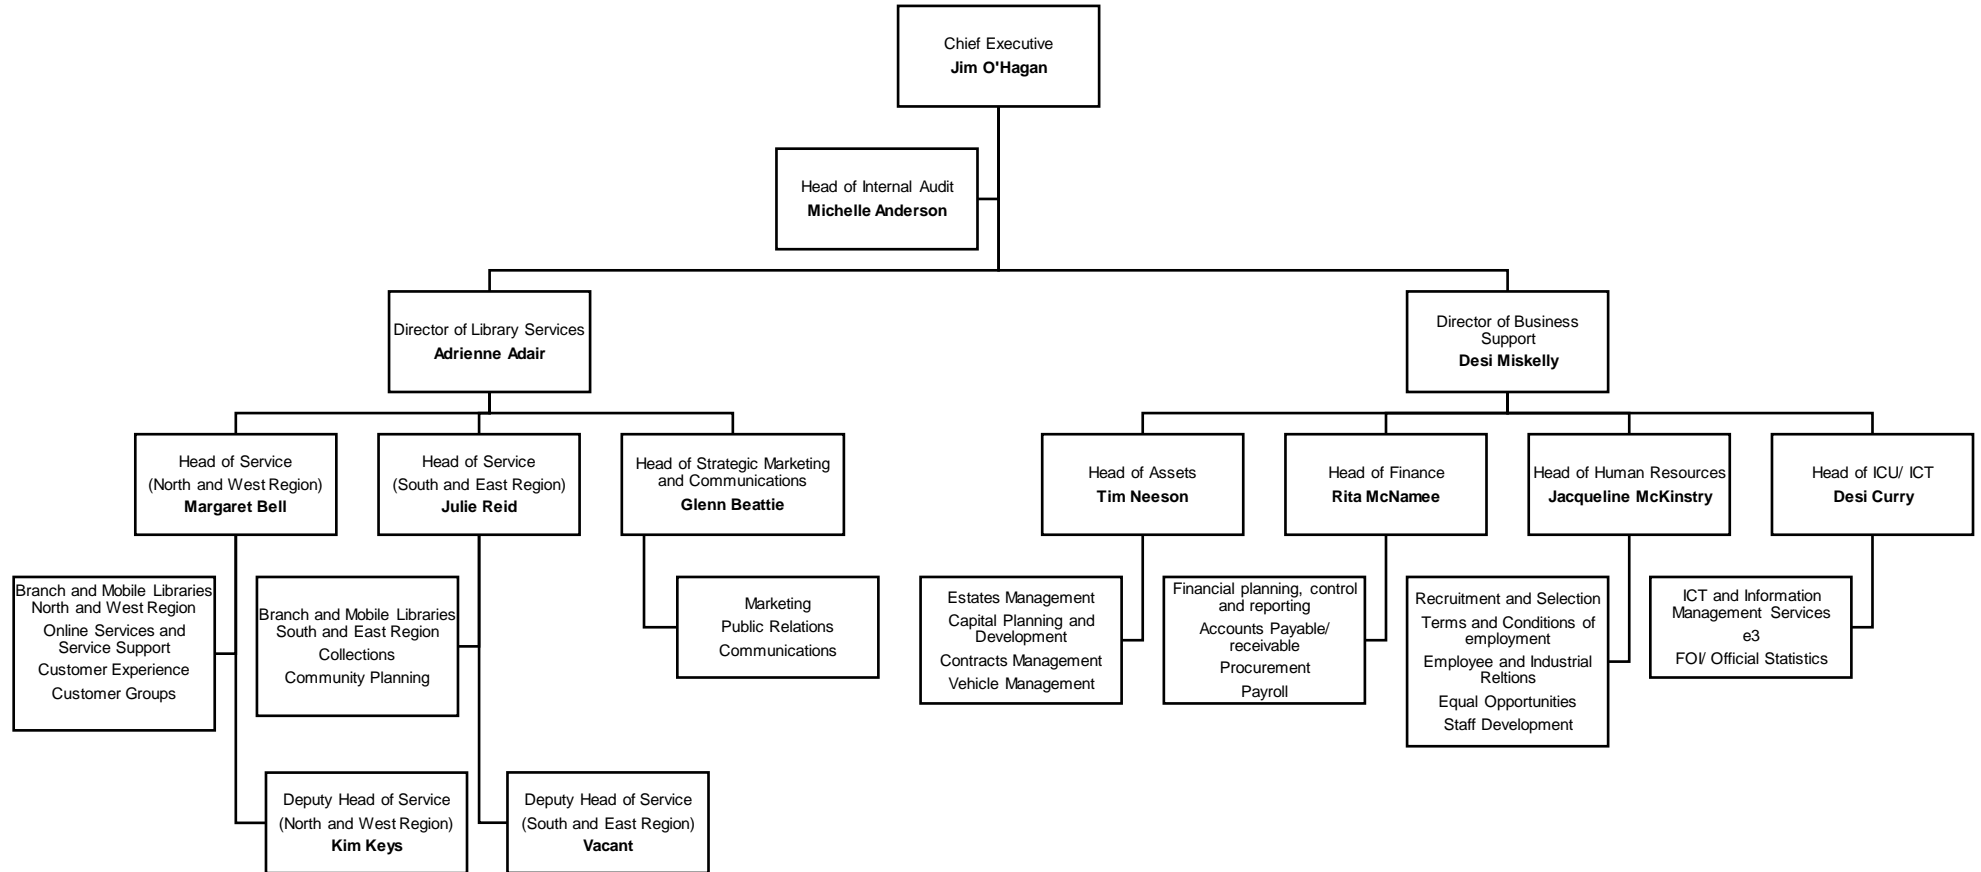 Chief Executive
Jim O'Hagan
Head of Internal Audit
Michelle Anderson
Director of Library Services
Adrienne Adair
Director of Business
Support
Desi Miskelly
Head of Service
(North and West Region)
Margaret Bell
Head of Service
(South and East Region)
Julie Reid
Head of Strategic Marketing
and Communications
Glenn Beattie
Head of Assets
Tim Neeson
Head of Finance
Rita McNamee
Head of Human Resources
Jacqueline McKinstry
Head of ICU/ ICT
Desi Curry
Branch and Mobile Libraries
North and West Region
Online Services and
Service Support
Customer Experience
Customer Groups
Branch and Mobile Libraries
South and East Region
Collections
Community Planning
Marketing
Public Relations
Communications
Estates Management
Capital Planning and
Development
Contracts Management
Vehicle Management
Financial planning, control
and reporting
Accounts Payable/
receivable
Procurement
Payroll
Recruitment and Selection
Terms and Conditions of
employment
Employee and Industrial
Reltions
Equal Opportunities
Staff Development
ICT and Information
Management Services
e3
FOI/ Official Statistics
Deputy Head of Service
(North and West Region)
Kim Keys
Deputy Head of Service
(South and East Region)
Vacant